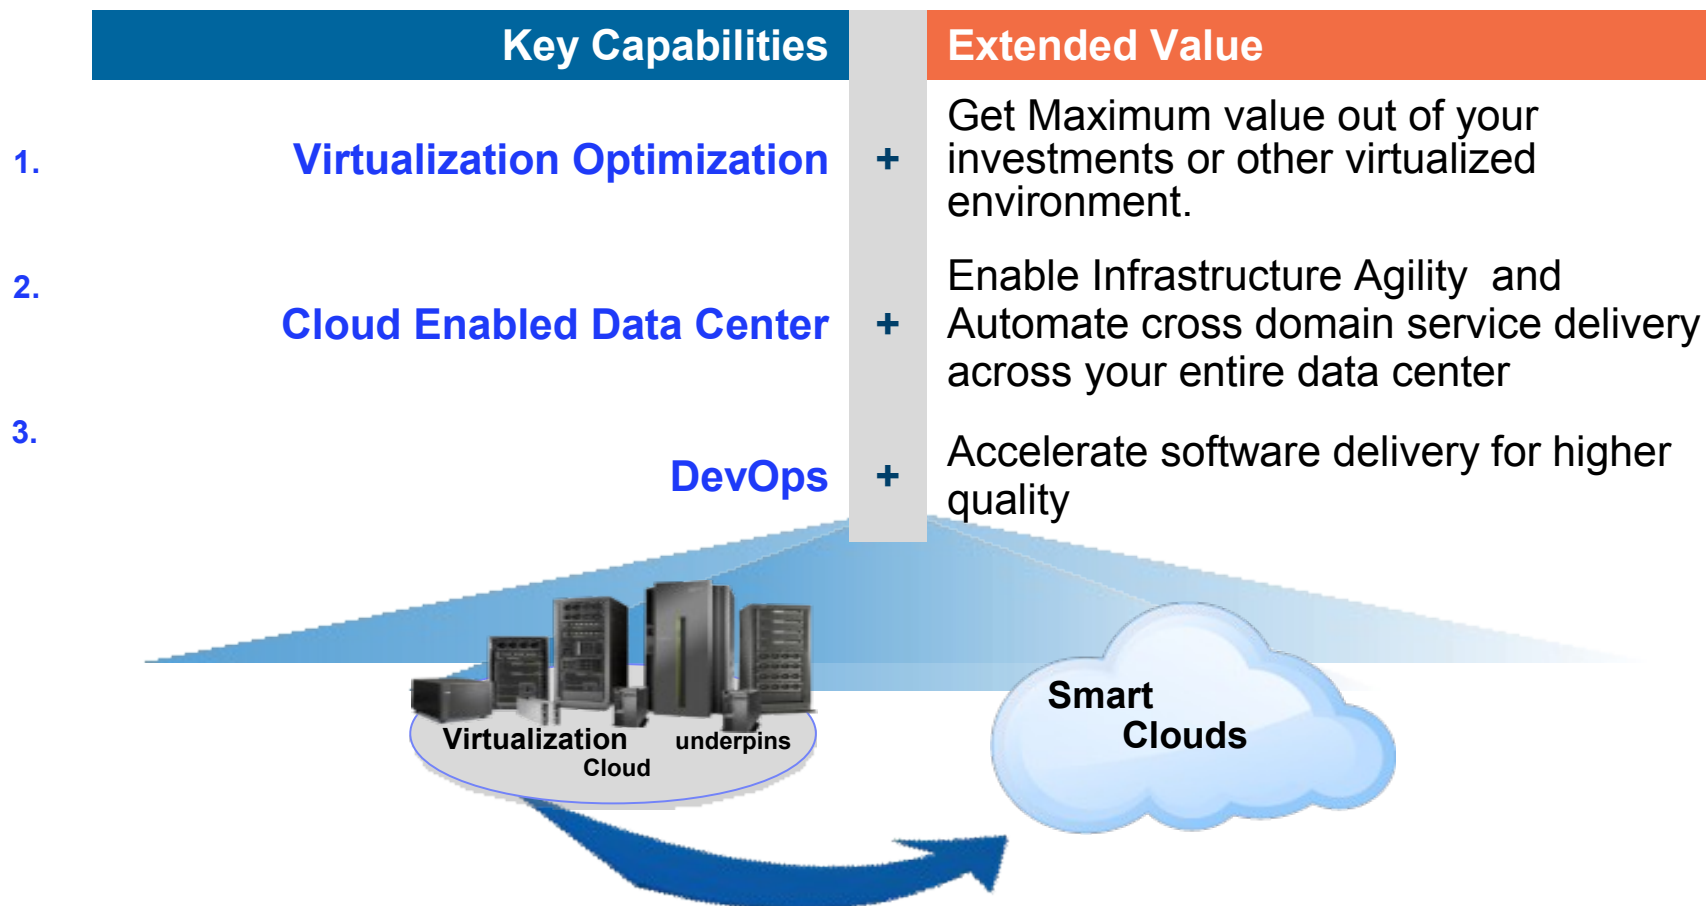 Key Capabilities Extended Value
1. Virtualization Optimization + Get Maximum value out of your
investments or other virtualized
environment.
2. Cloud Enabled Data Center + Enable Infrastructure Agility  and
Automate cross domain service delivery
across your entire data center
3. DevOps + Accelerate software delivery for higher
quality
Virtualization underpins
Cloud
Smart
Clouds